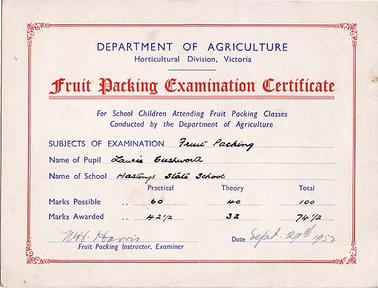 DEPARTMENT OF AGRICULTURE
Horticultural Division, Victoria
Fruit Packing Examination Certificate
For School Children Attending Fruit Packing Classes
Conducted by the Department of Agriculture
SUBJECTS OF EXAMINATION Fruit Packing
Name of Pupil Laurie
Name of School Hastings State School
Practical Theory Total
Marks Possible .. 60 40 100
Marks Awarded .. 42½ 32 74½
Harris Date Sept. 29th
Fruit Packing Instructor, Examiner